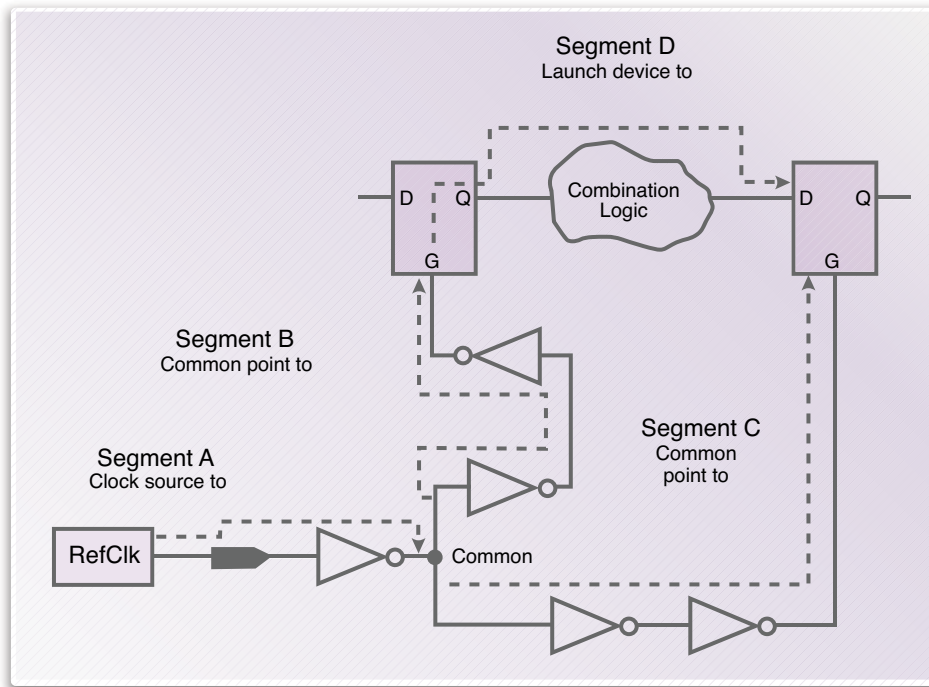 Segment D
Launch device to
D
Q
G
Combination
Logic
D
Q
G
Segment B
Common point to
Segment C
Common
point to
Segment A
Clock source to
RefClk
Common